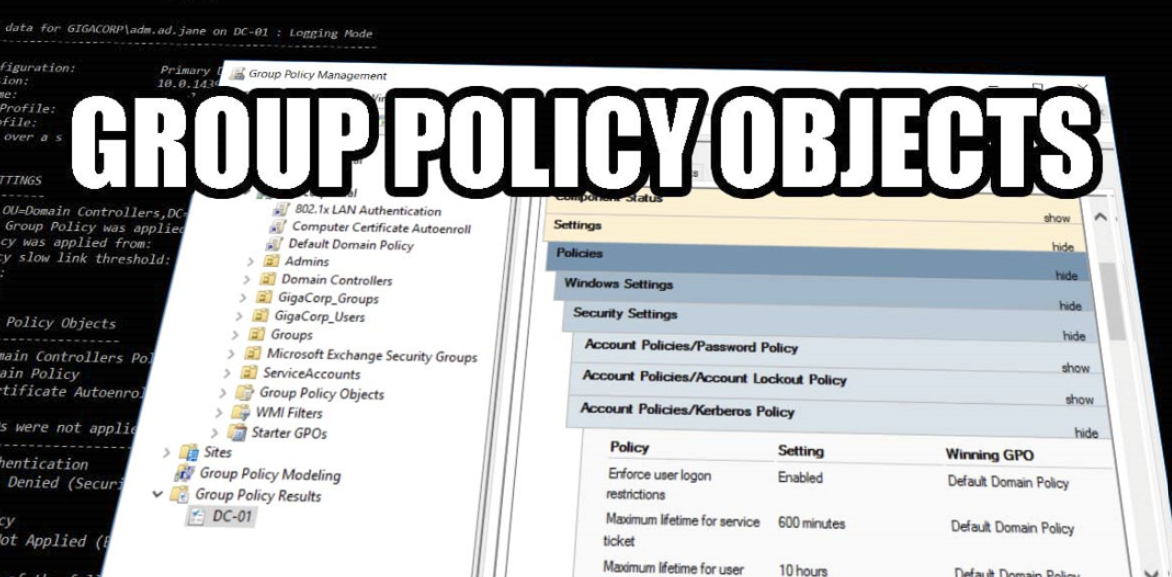 data for GIGACORP\adm.ad.jane on DC-01 : Logging Mode
figuration:
Primary
ion:
10.0.1439
me:
Profile:
ofile:
over a s
GROUP POLICY OBJECTS
TTINGS
OU=Domain Controllers,DC=
Group Policy was applied
cy was applied from:
cy slow link threshold:
Policy Objects
main Controllers Pol
ain Policy
rtificate Autoenrol
s were not applie
hentication
Denied (Securi
cy
ot Applied (E
Group Policy Management
802.1x LAN Authentication
Computer Certificate Autoenroll
Default Domain Policy
Admins
Domain Controllers
GigaCorp_Groups
GigaCorp_Users
Groups
Microsoft Exchange Security Groups
ServiceAccounts
Group Policy Objects
WMI Filters
Starter GPOs
Sites
Group Policy Modeling
Group Policy Results
DC-01
Component Status
show
Settings
hide
Policies
hide
Windows Settings
hide
Security Settings
hide
Account Policies/Password Policy
show
Account Policies/Account Lockout Policy
show
Account Policies/Kerberos Policy
hide
Policy Setting Winning GPO
Enforce user logon restrictions Enabled Default Domain Policy
Maximum lifetime for service ticket 600 minutes Default Domain Policy
Maximum lifetime for user 10 hours Default Domain Policy